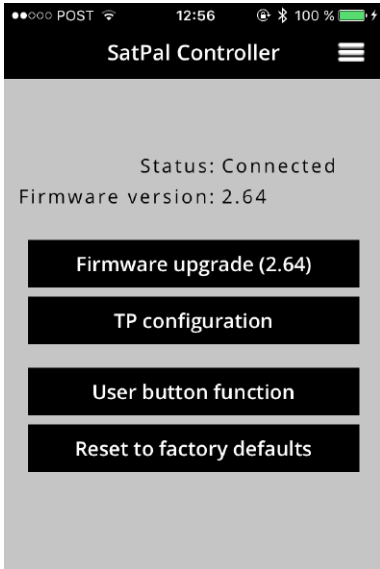 POST 12:56 100 %
SatPal Controller
Status: Connected
Firmware version: 2.64
Firmware upgrade (2.64)
TP configuration
User button function
Reset to factory defaults